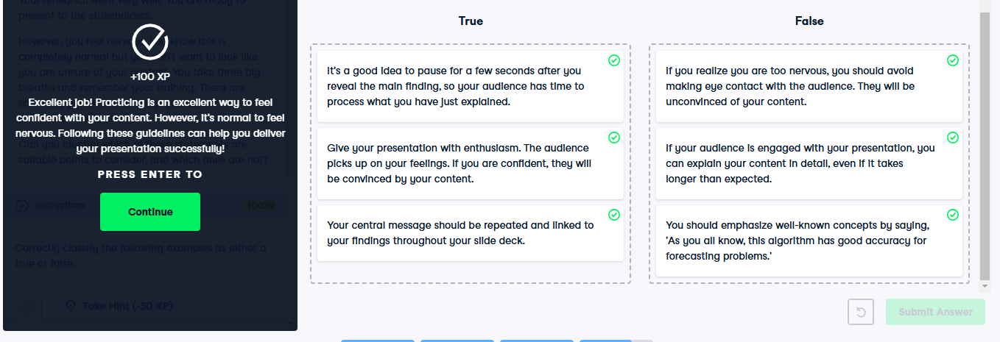 Your rehearsal went very well! You are ready to
present to the stakeholders.
However, you feel nervous. You know this is
completely normal but you don't want to look like
you are unsure of your content. You take three big
breaths and remember your training. There are
+100 XP
Excellent job! Practicing is an excellent way to feel
confident with your content. However, it's normal to feel
nervous. Following these guidelines can help you deliver
your presentation successfully!
Can you identify which of these statements are
suitable points to consider, and which ones are not?
PRESS ENTER TO
Continue
Instructions
100XP
Correctly classify the following examples as either a
true or false.
Take Hint (-30 XP)
True
It's a good idea to pause for a few seconds after you
reveal the main finding, so your audience has time to
process what you have just explained.
Give your presentation with enthusiasm. The audience
picks up on your feelings. If you are confident, they will
be convinced by your content.
Your central message should be repeated and linked to
your findings throughout your slide deck.
False
If you realize you are too nervous, you should avoid
making eye contact with the audience. They will be
unconvinced of your content.
If your audience is engaged with your presentation, you
can explain your content in detail, even if it takes
longer than expected.
You should emphasize well-known concepts by saying,
'As you all know, this algorithm has good accuracy for
forecasting problems.'
Submit Answer